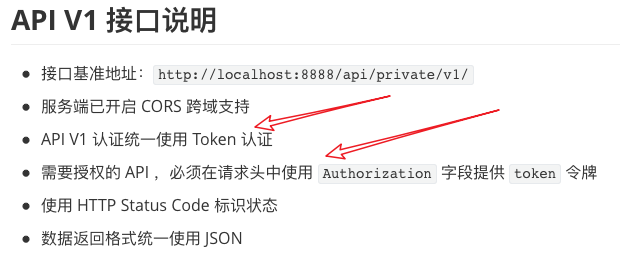 API V1 接口说明
接口基准地址：http://localhost:8888/api/private/v1/
服务端已开启 CORS 跨域支持
API V1 认证统一使用 Token 认证
需要授权的 API ，必须在请求头中使用 Authorization 字段提供 token 令牌
使用 HTTP Status Code 标识状态
数据返回格式统一使用 JSON